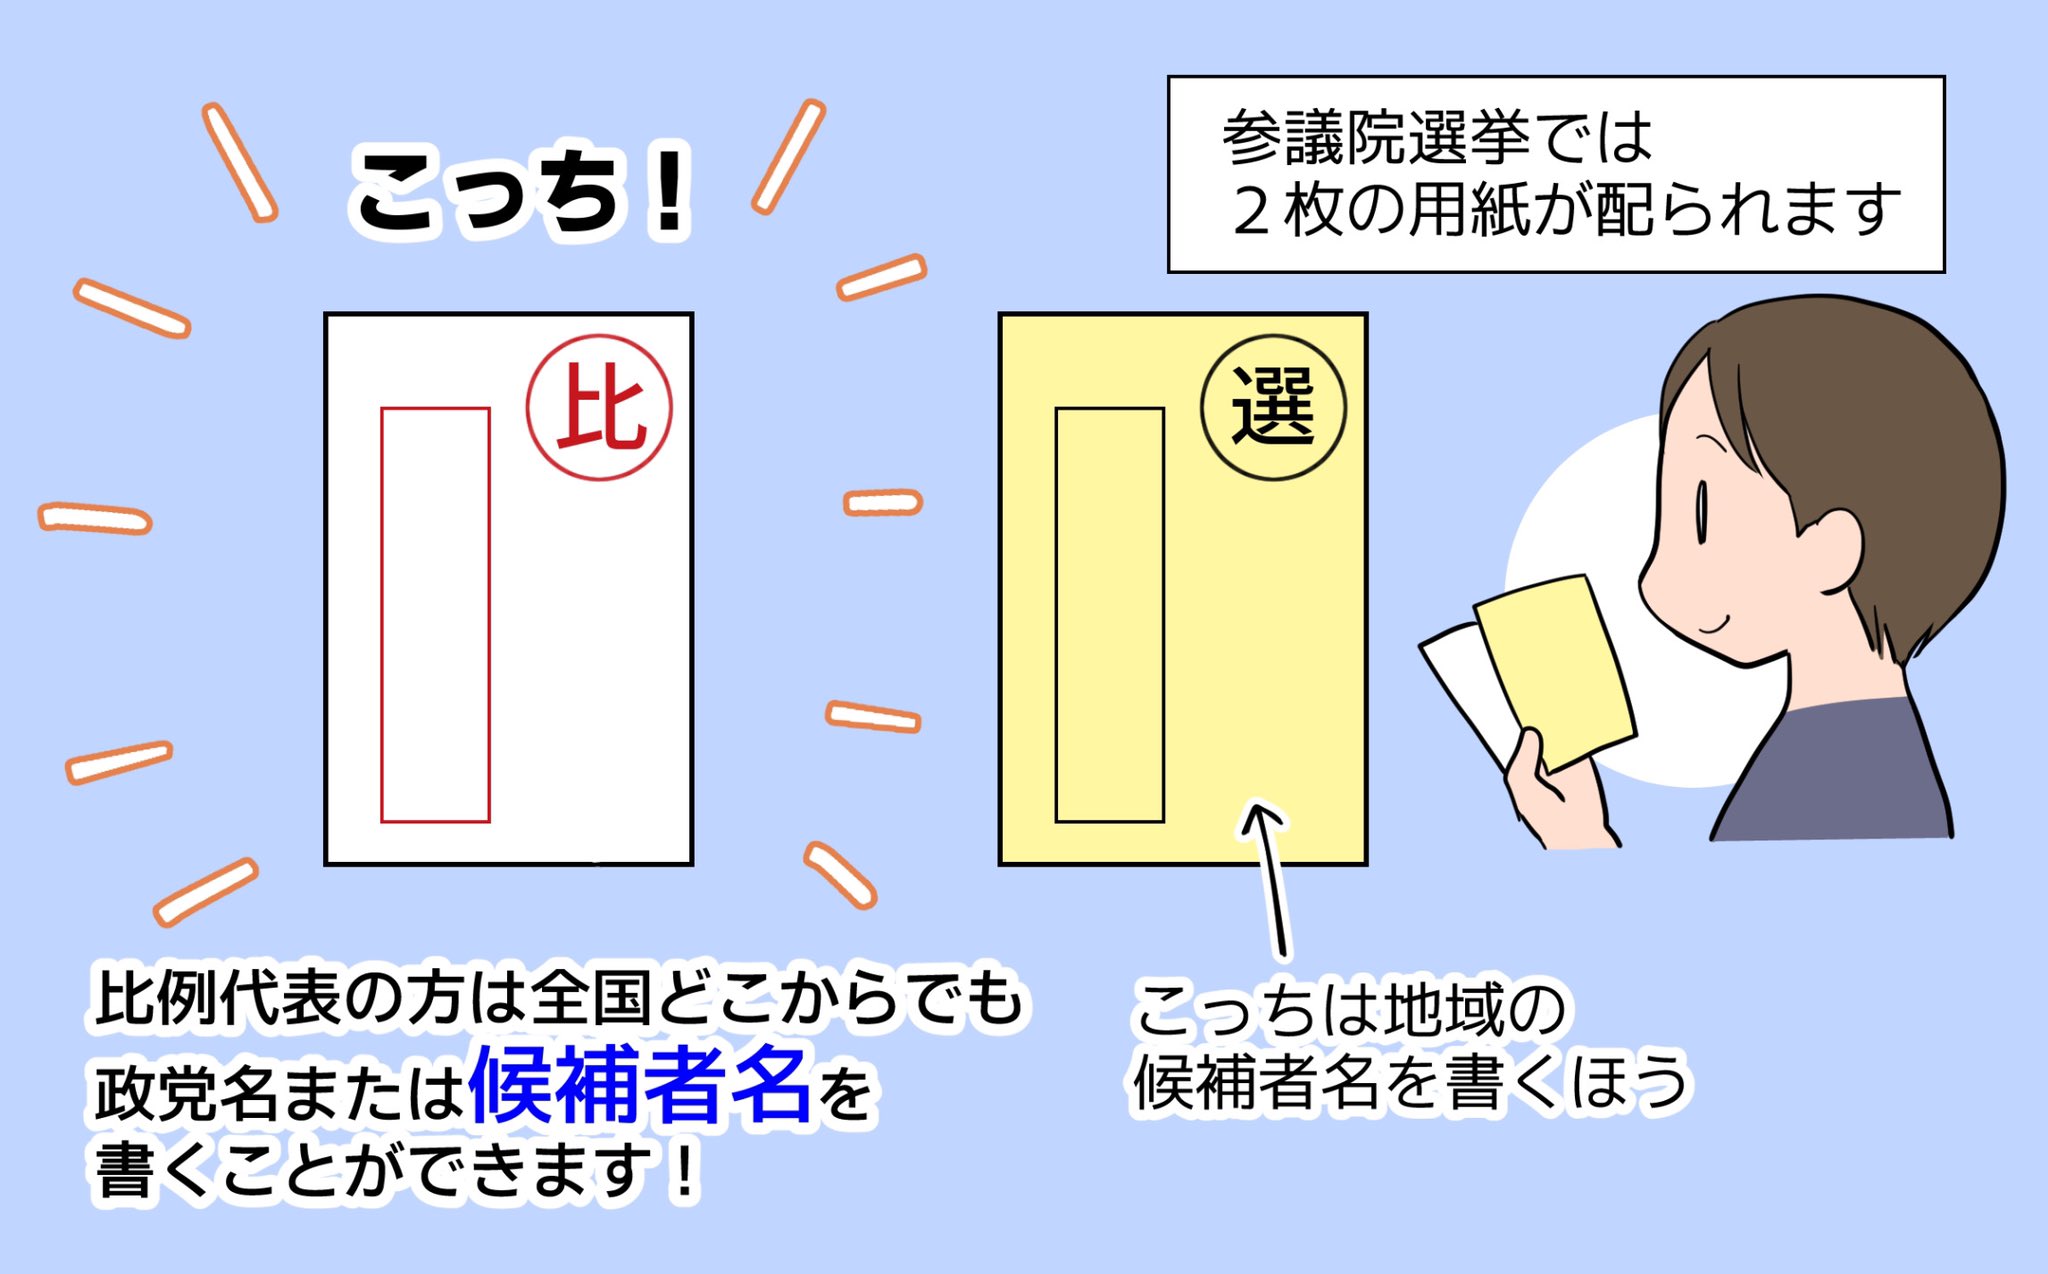 参議院選挙では
２枚の用紙が配られます
こっち！
比
選
比例代表の方は全国どこからでも
政党名または候補者名を
書くことができます！
こっちは地域の
候補者名を書くほう